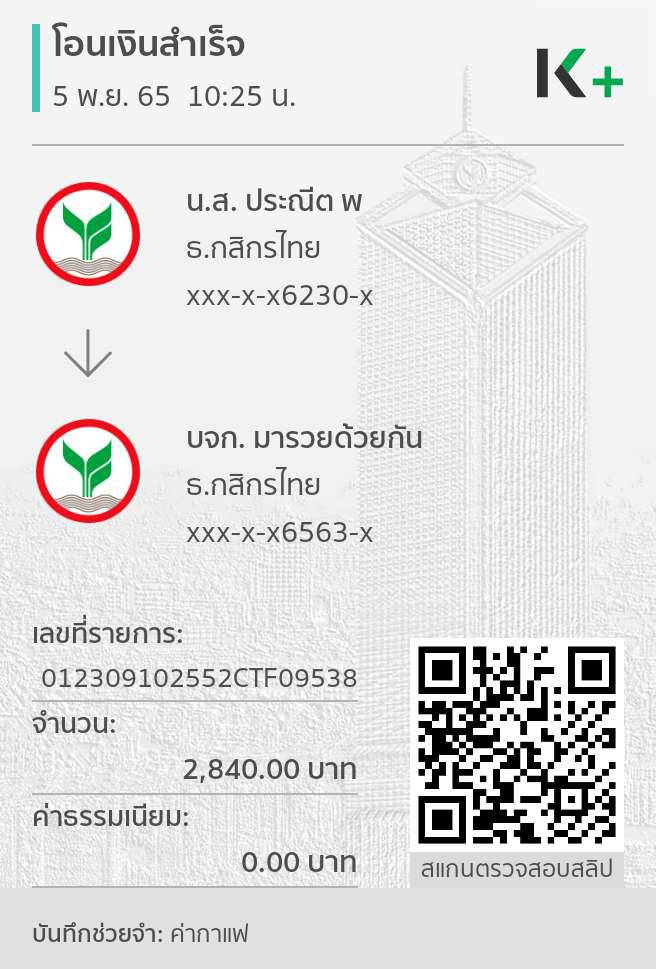 โอนเงินสำเร็จ
5 พ.ย. 65 10:25 น.
K+
น.ส. ประณีต พ
ธ.กสิกรไทย
xxx-x-x6230-x
บจก. มารวยด้วยกัน
ธ.กสิกรไทย
xxx-x-x6563-x
เลขที่รายการ:
012309102552CTF09538
จำนวน:
2,840.00 บาท
ค่าธรรมเนียม:
0.00 บาท
สแกนตรวจสอบสลิป
บันทึกช่วยจำ: ค่ากาแฟ